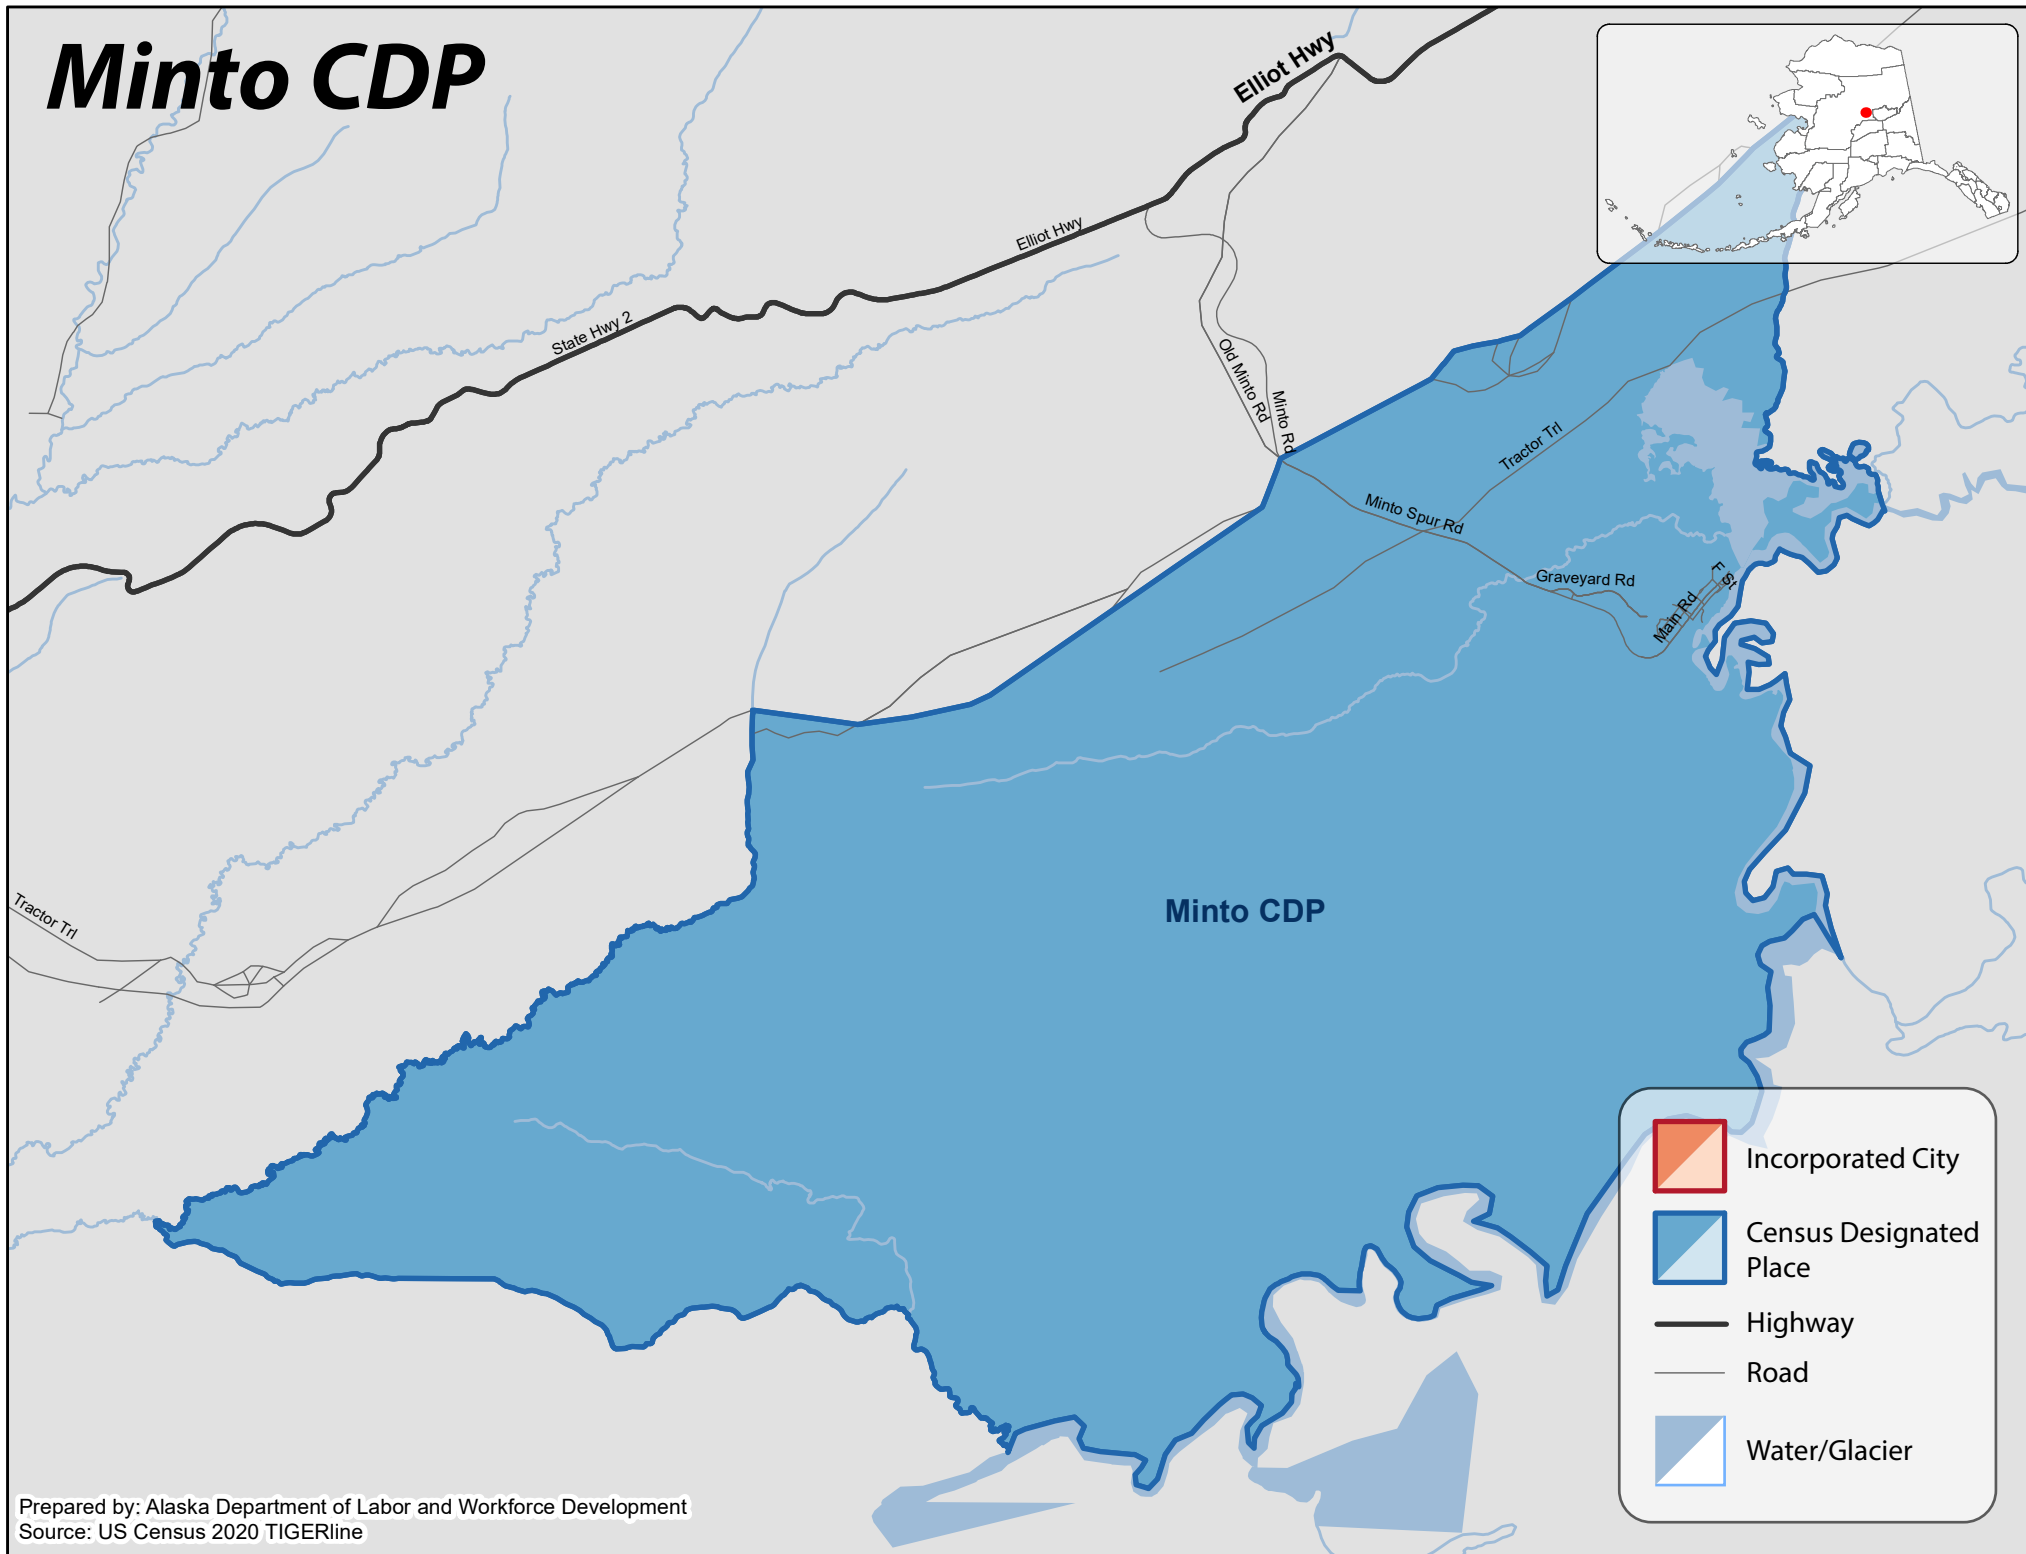 Minto CDP
Elliot Hwy
Elliot Hwy
State Hwy 2
Old Minto Rd
Minto Rd
Tractor Trl
Minto Spur Rd
Graveyard Rd
F St
Main Rd
Tractor Trl
Minto CDP
Incorporated City
Census Designated
Place
Highway
Road
Water/Glacier
Prepared by: Alaska Department of Labor and Workforce Development
Source: US Census 2020 TIGERline